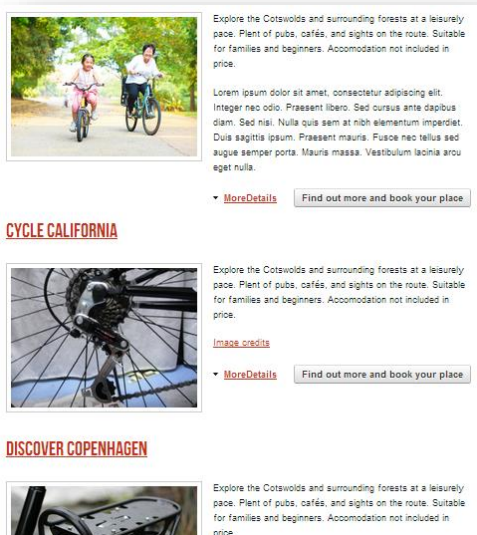 Explore the Cotswolds and surrounding forests at a leisurely
pace. Plent of pubs, cafés, and sights on the route. Suitable
for families and beginners. Accomodation not included in
price.
Lorem ipsum dolor sit amet, consectetur adipiscing elit.
Integer nec odio. Praesent libero. Sed cursus ante dapibus
diam. Sed nisi. Nulla quis sem at nibh elementum imperdiet.
Duis sagittis ipsum. Praesent mauris. Fusce nec tellus sed
augue semper porta. Mauris massa. Vestibulum lacinia arcu
eget nulla.
MoreDetails Find out more and book your place
CYCLE CALIFORNIA
Explore the Cotswolds and surrounding forests at a leisurely
pace. Plent of pubs, cafés, and sights on the route. Suitable
for families and beginners. Accomodation not included in
price.
Image credits
MoreDetails Find out more and book your place
DISCOVER COPENHAGEN
Explore the Cotswolds and surrounding forests at a leisurely
pace. Plent of pubs, cafés, and sights on the route. Suitable
for families and beginners. Accomodation not included in
price.